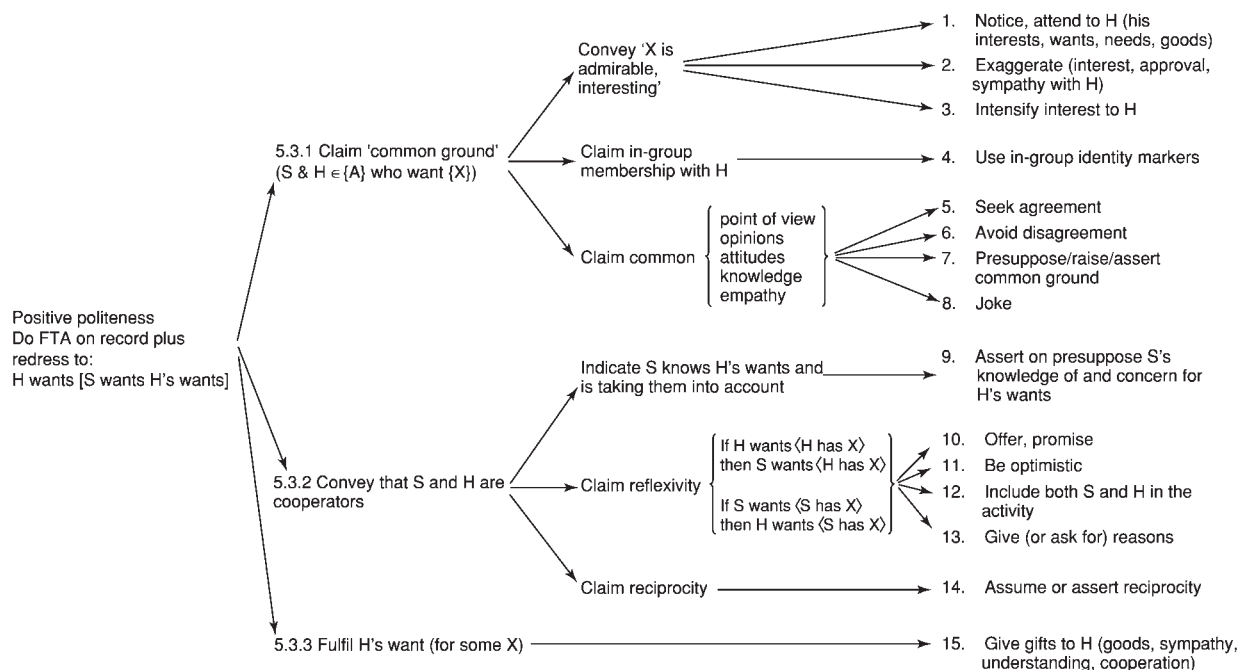 Positive politeness
Do FTA on record plus
redress to:
H wants [S wants H's wants]
5.3.1 Claim 'common ground'
(S & H ∈ {A} who want {X})
Convey 'X is
admirable,
interesting'
1. Notice, attend to H (his
interests, wants, needs, goods)
2. Exaggerate (interest, approval,
sympathy with H)
3. Intensify interest to H
Claim in-group
membership with H
4. Use in-group identity markers
Claim common
point of view
opinions
attitudes
knowledge
empathy
5. Seek agreement
6. Avoid disagreement
7. Presuppose/raise/assert
common ground
8. Joke
5.3.2 Convey that S and H are
cooperators
Indicate S knows H's wants and
is taking them into account
9. Assert on presuppose S's
knowledge of and concern for
H's wants
Claim reflexivity
If H wants ⟨H has X⟩
then S wants ⟨H has X⟩
If S wants ⟨S has X⟩
then H wants ⟨S has X⟩
10. Offer, promise
11. Be optimistic
12. Include both S and H in the
activity
13. Give (or ask for) reasons
Claim reciprocity
14. Assume or assert reciprocity
5.3.3 Fulfil H's want (for some X)
15. Give gifts to H (goods, sympathy,
understanding, cooperation)